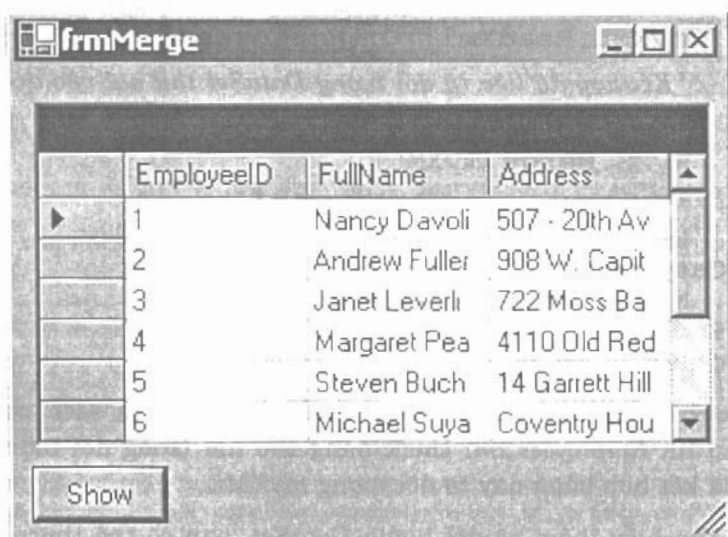 frmMerge
EmployeeID FullName Address
1 Nancy Davoli 507 - 20th Av
2 Andrew Fuller 908 W. Capit
3 Janet Leverli 722 Moss Ba
4 Margaret Pea 4110 Old Red
5 Steven Buch 14 Garrett Hill
6 Michael Suya Coventry Hou
Show